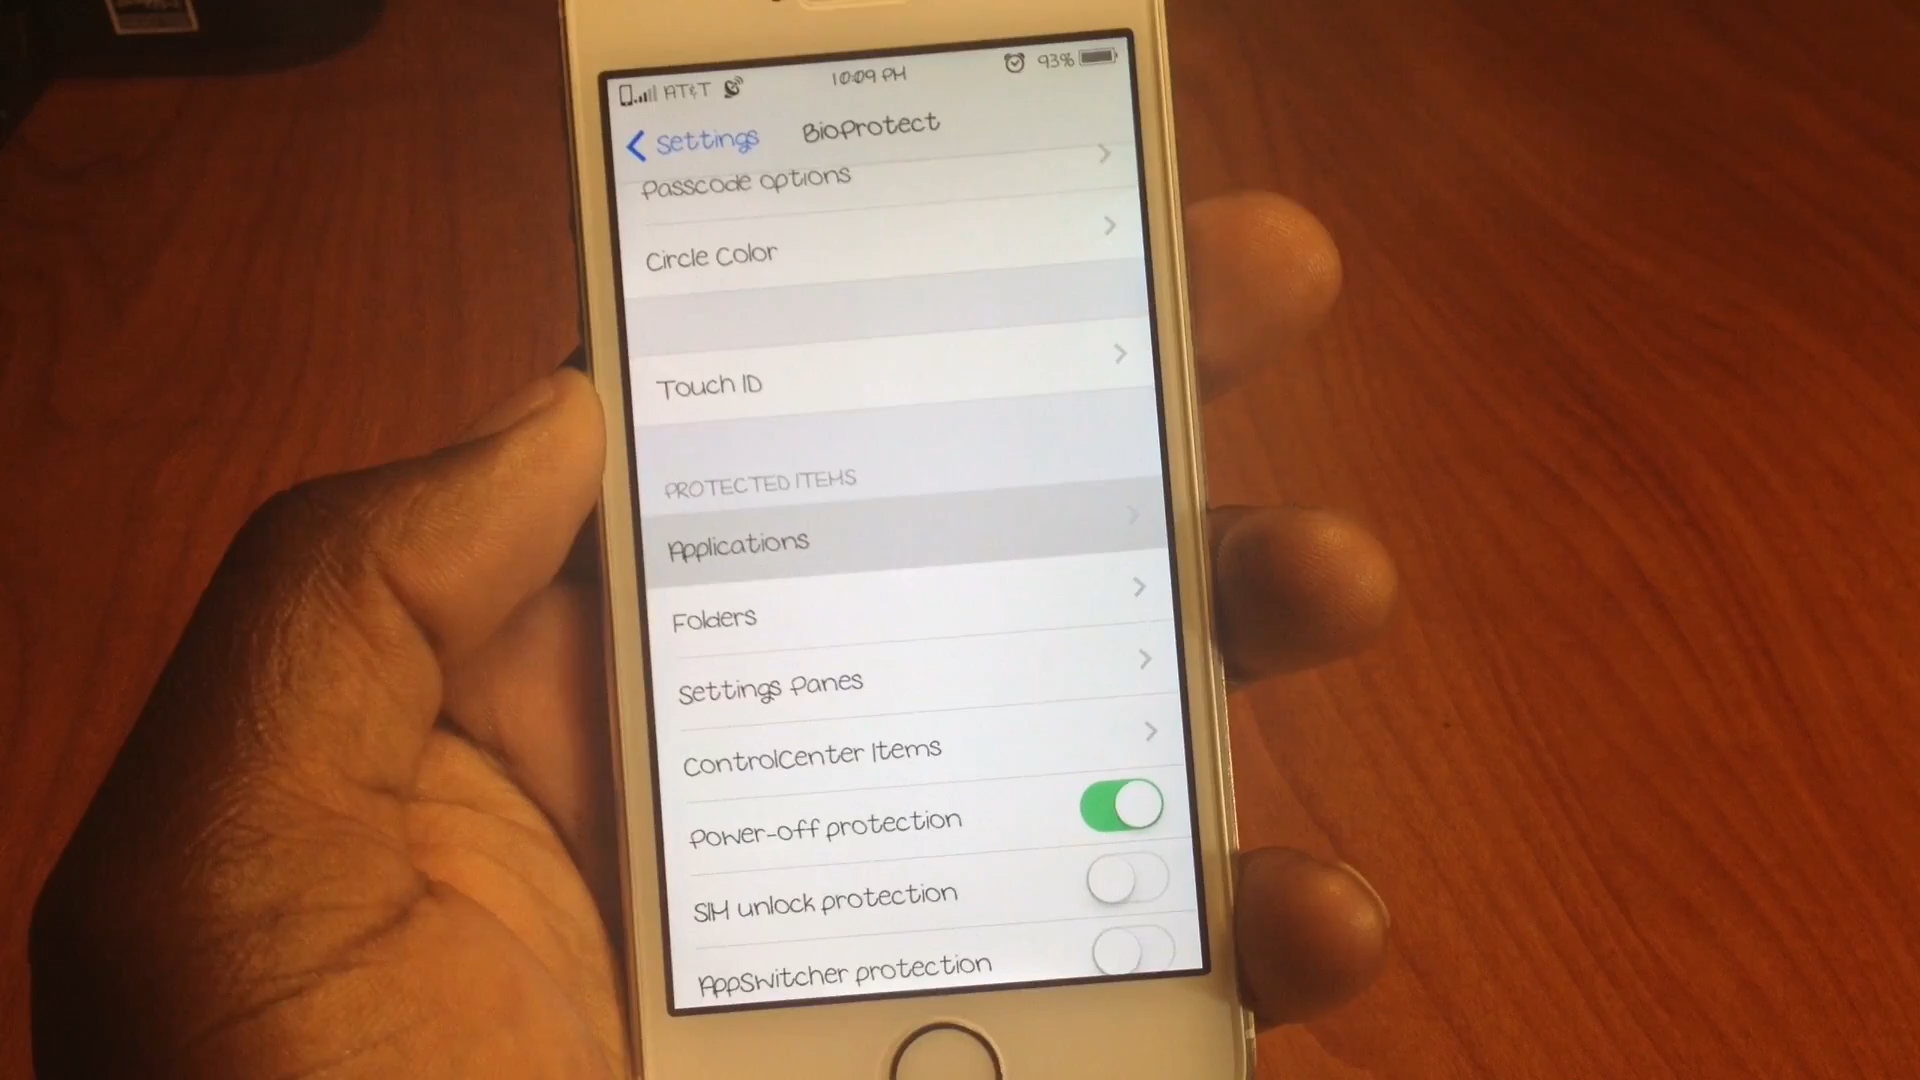 AT&T 10:09 PM 93%
Settings BioProtect
Passcode options
Circle Color
Touch ID
PROTECTED ITEMS
Applications
Folders
Settings Panes
ControlCenter Items
Power-off protection
SIM unlock protection
AppSwitcher protection